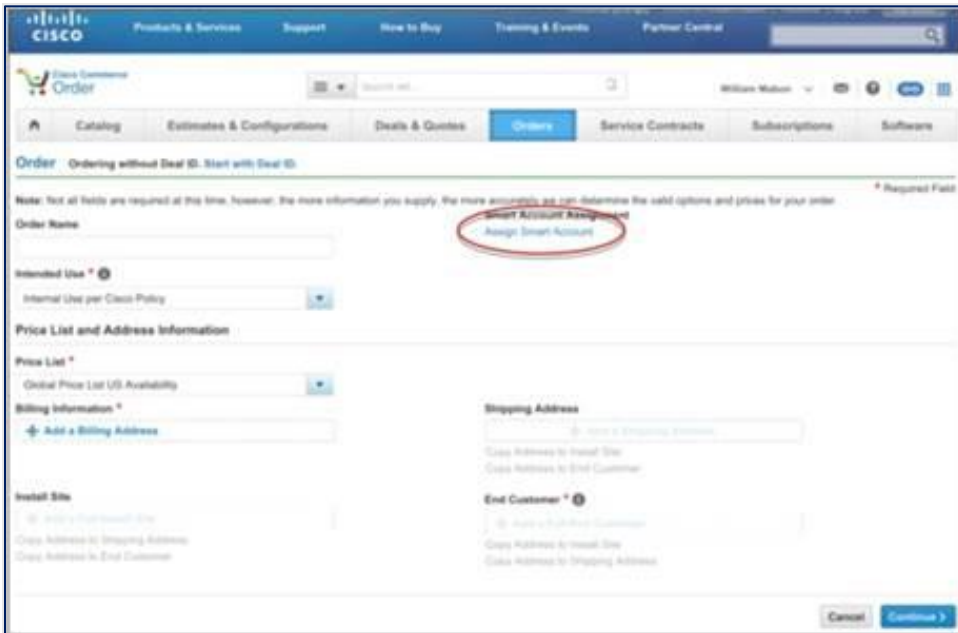 CISCO
Products & Services
Support
How to Buy
Training & Events
Partner Central
Cisco Commerce
Order
William
Catalog
Estimates & Configurations
Deals & Quotes
Orders
Service Contracts
Subscriptions
Software
Order Ordering without Deal ID. Start with Deal ID.
* Required Field
Note: Not all fields are required at this time, however, the more information you supply, the more accurately we can determine the valid options and prices for your order.
Order Name
Smart Account Assignment
Assign Smart Account
Intended Use *
Internal Use per Cisco Policy
Price List and Address Information
Price List *
Global Price List US Availability
Billing Information *
Add a Billing Address
Shipping Address
Add a Shipping Address
Copy Address to Install Site
Copy Address to End Customer
Install Site
Copy Address to Shipping Address
Copy Address to End Customer
End Customer *
Copy Address to Install Site
Copy Address to Shipping Address
Cancel
Continue